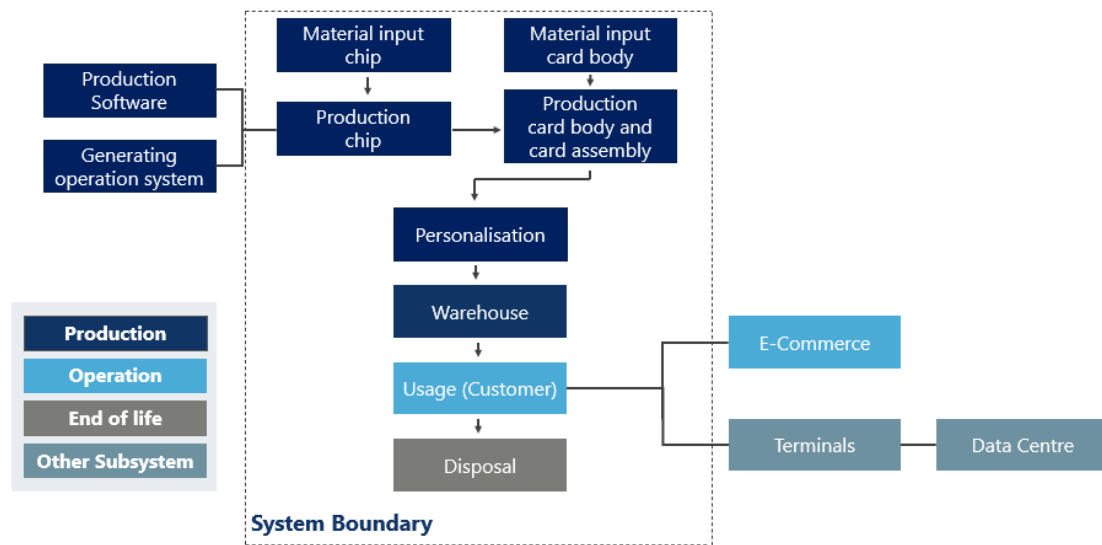 Material input
chip
Material input
card body
Production
Software
Production
chip
Production
card body and
card assembly
Generating
operation system
Personalisation
Warehouse
Production
Operation
End of life
Other Subsystem
Usage (Customer)
E-Commerce
Disposal
Terminals
Data Centre
System Boundary